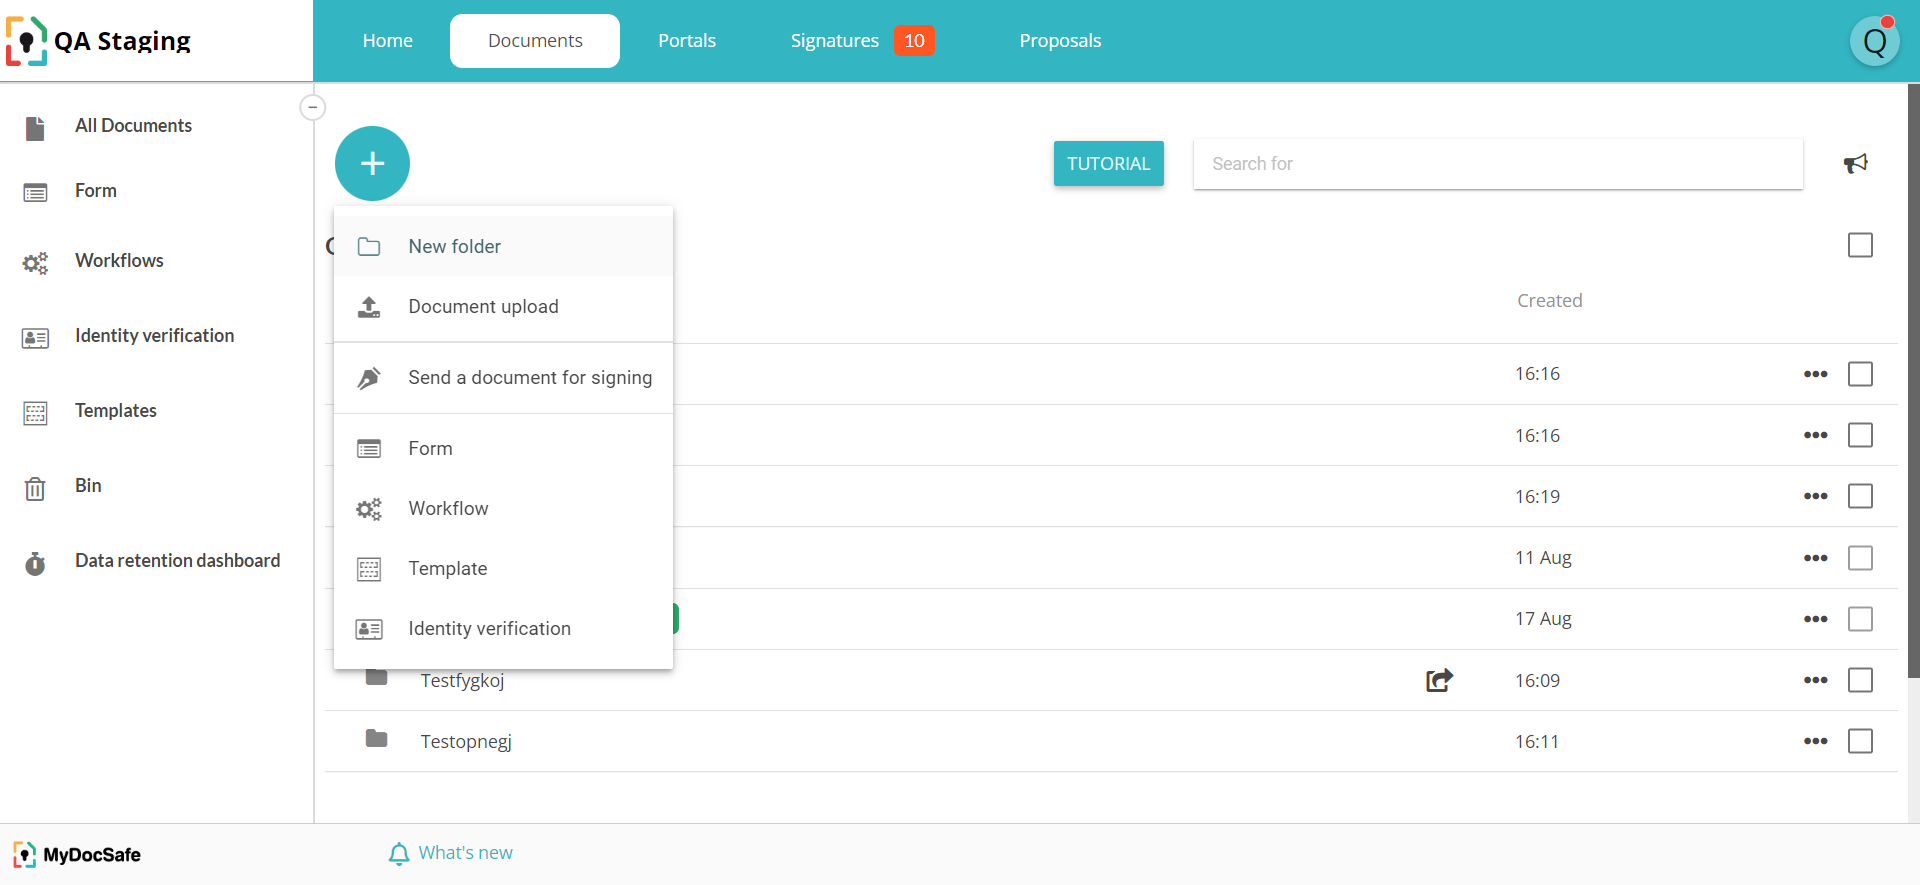 QA Staging
Home
Documents
Portals
Signatures 10
Proposals
Q
All Documents
Form
Workflows
Identity verification
Templates
Bin
Data retention dashboard
TUTORIAL
Search for
New folder
Document upload
Send a document for signing
Form
Workflow
Template
Identity verification
Created
16:16
16:16
16:19
11 Aug
17 Aug
Testfygkoj 16:09
Testopnegj 16:11
MyDocSafe
What's new